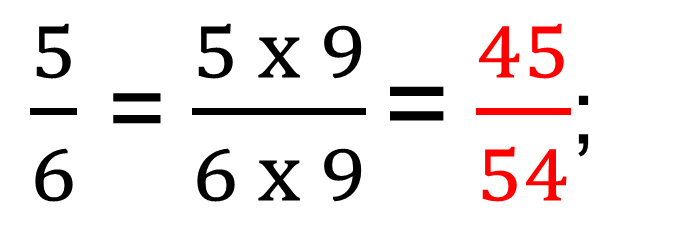 5/6 = 5 x 9/6 x 9 = 45/54;